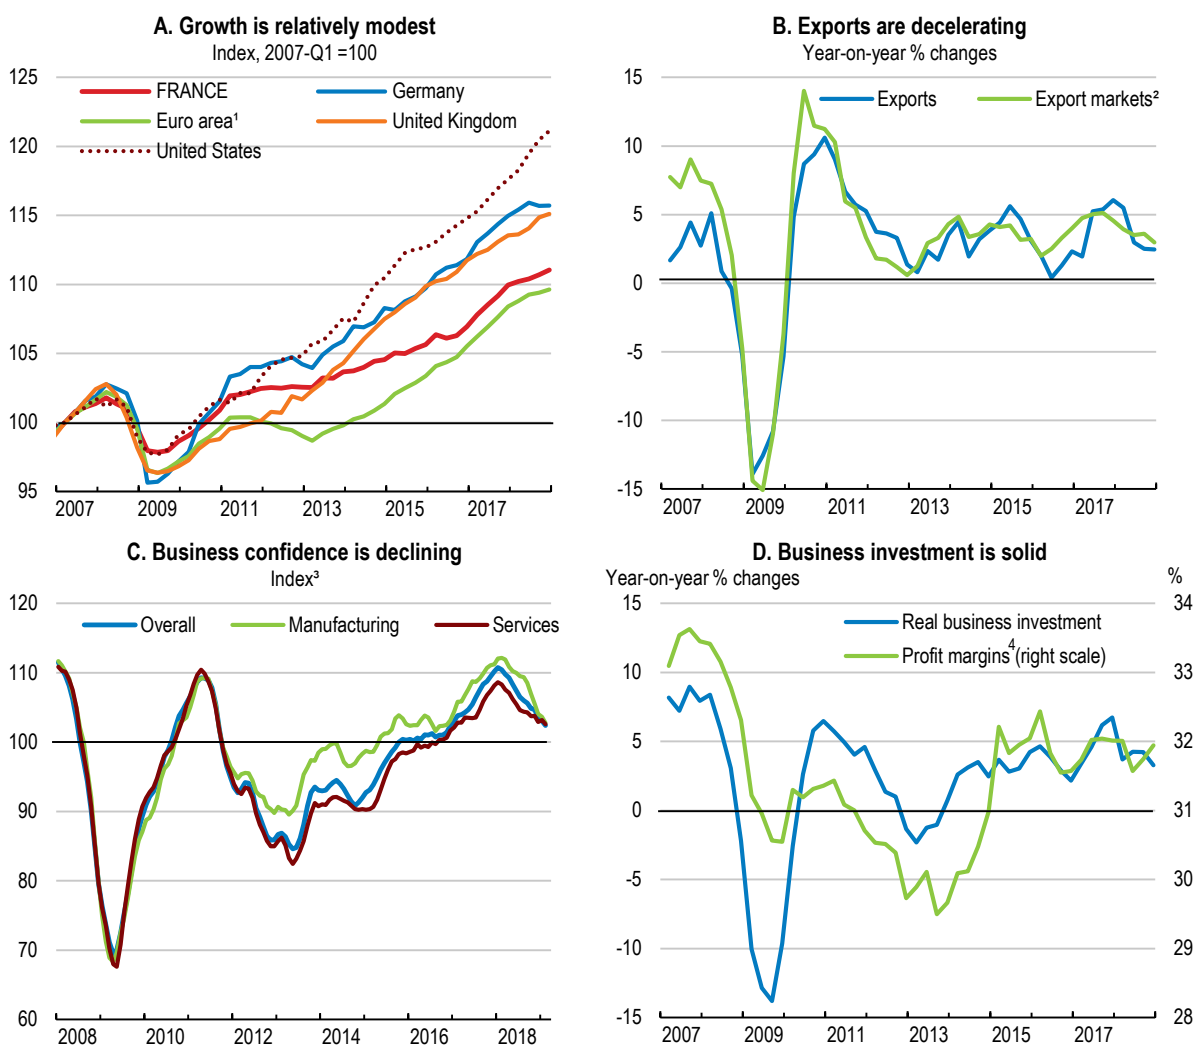 A. Growth is relatively modest
Index, 2007-Q1 =100
125
120
115
110
105
100
95
FRANCE
Germany
Euro area¹
United Kingdom
United States
2007 2009 2011 2013 2015 2017
B. Exports are decelerating
Year-on-year % changes
15
10
5
0
-5
-10
-15
Exports
Export markets²
2007 2009 2011 2013 2015 2017
C. Business confidence is declining
Index³
120
110
100
90
80
70
60
Overall
Manufacturing
Services
2008 2010 2012 2014 2016 2018
D. Business investment is solid
Year-on-year % changes
%
15
10
5
0
-5
-10
-15
34
33
32
31
30
29
28
Real business investment
Profit margins⁴ (right scale)
2007 2009 2011 2013 2015 2017